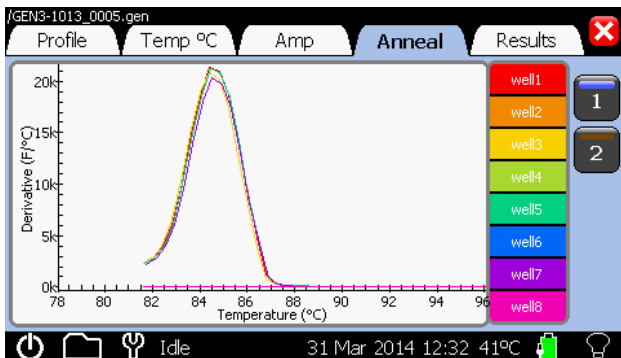 /GEN3-1013_0005.gen
Profile Temp ºC Amp Anneal Results
20k
15k
10k
5k
0k
Derivative (F/°C)
78 80 82 84 86 88 90 92 94 96
Temperature (°C)
well1
well2
well3
well4
well5
well6
well7
well8
1
2
Idle 31 Mar 2014 12:32 41ºC